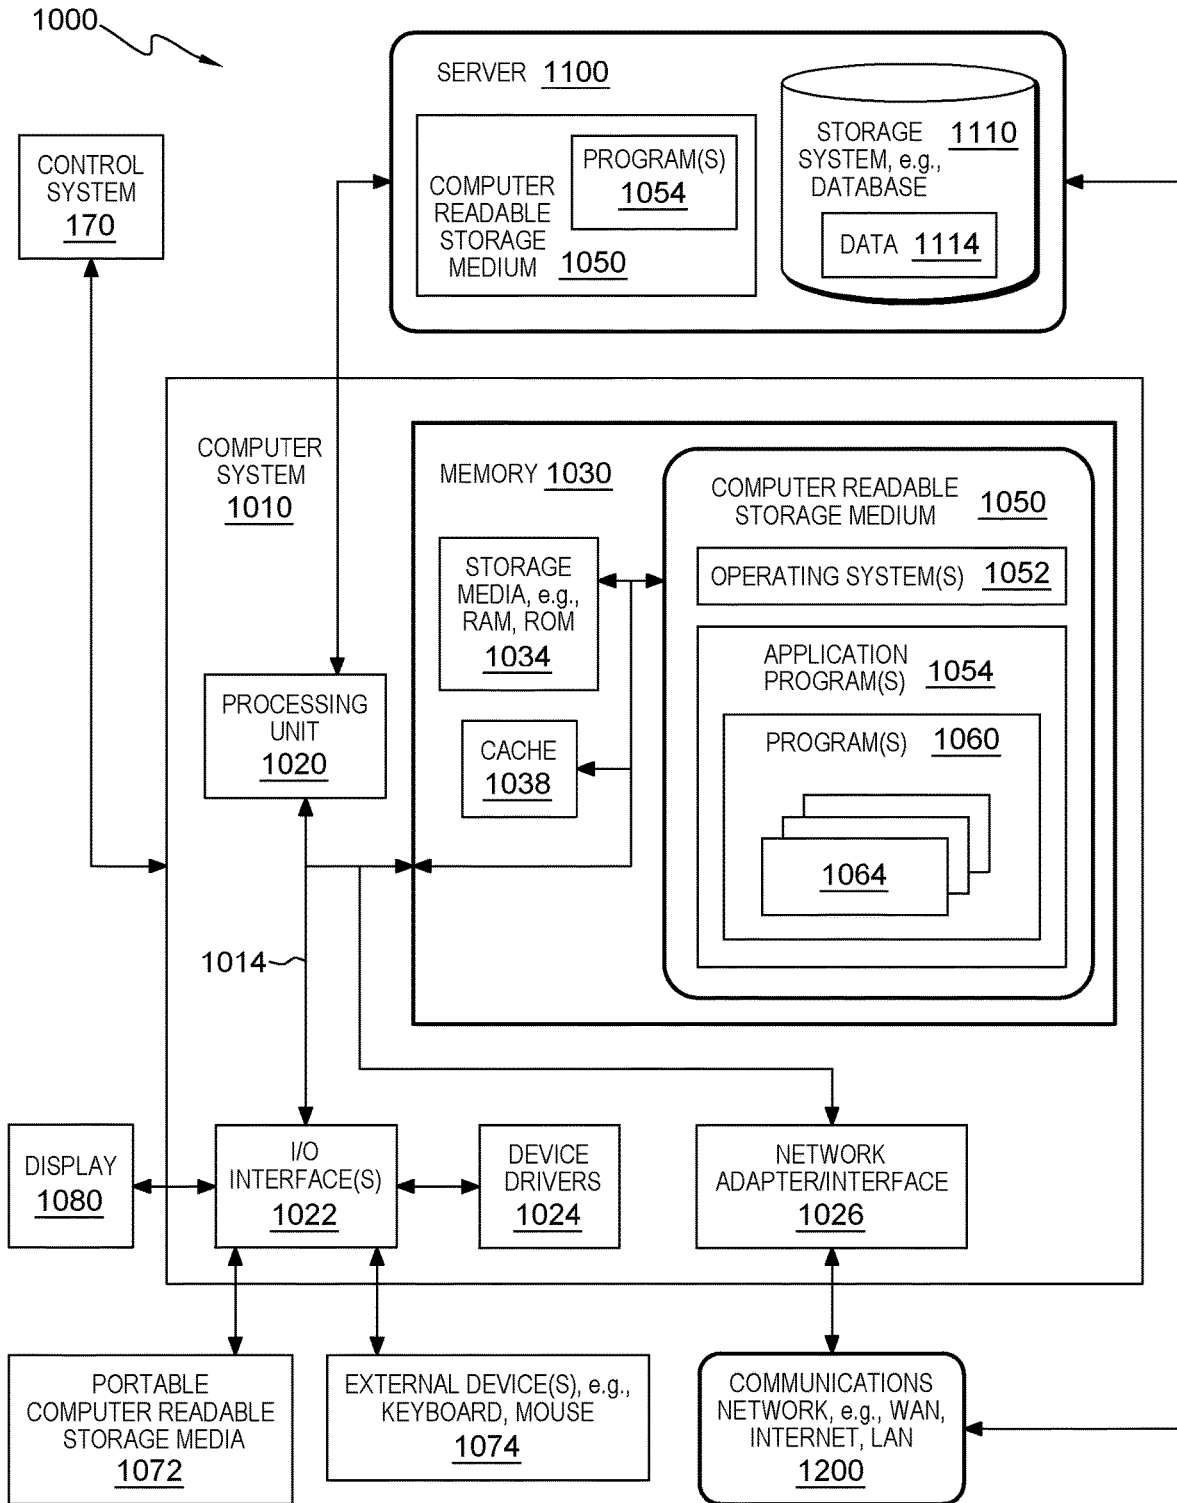 1000
SERVER 1100
COMPUTER
READABLE
STORAGE
MEDIUM 1050
PROGRAM(S)
1054
STORAGE 1110
SYSTEM, e.g.,
DATABASE
DATA 1114
CONTROL
SYSTEM
170
COMPUTER
SYSTEM
1010
MEMORY 1030
COMPUTER READABLE
STORAGE MEDIUM 1050
STORAGE
MEDIA, e.g.,
RAM, ROM
1034
OPERATING SYSTEM(S) 1052
APPLICATION
PROGRAM(S) 1054
PROCESSING
UNIT
1020
CACHE
1038
PROGRAM(S) 1060
1064
1014
DISPLAY
1080
I/O
INTERFACE(S)
1022
DEVICE
DRIVERS
1024
NETWORK
ADAPTER/INTERFACE
1026
PORTABLE
COMPUTER READABLE
STORAGE MEDIA
1072
EXTERNAL DEVICE(S), e.g.,
KEYBOARD, MOUSE
1074
COMMUNICATIONS
NETWORK, e.g., WAN,
INTERNET, LAN
1200